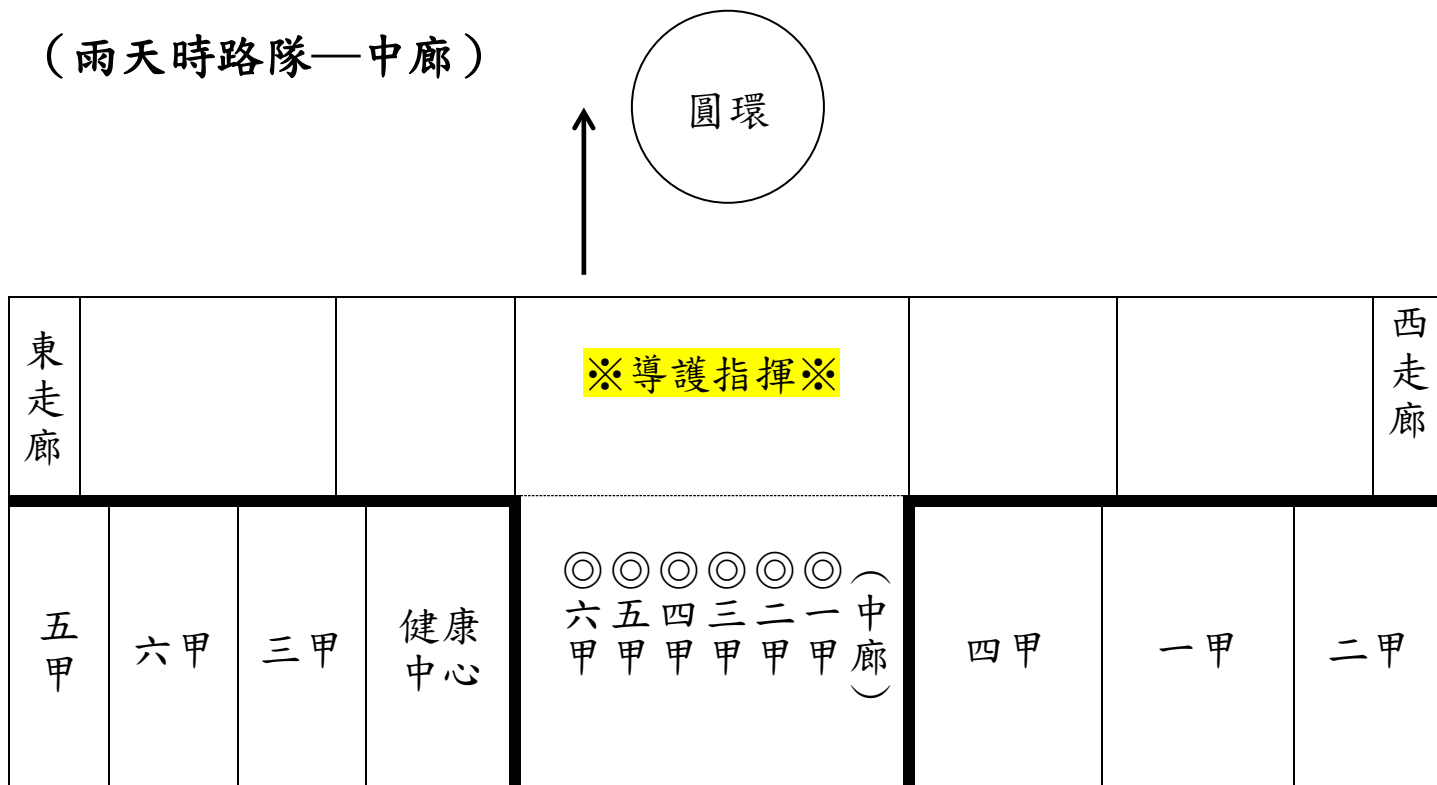 （雨天時路隊—中廊）
圓環
東走廊
※導護指揮※
西走廊
五甲
六甲
三甲
健康
中心
◎六甲
◎五甲
◎四甲
◎三甲
◎二甲
◎一甲
（中廊）
四甲
一甲
二甲